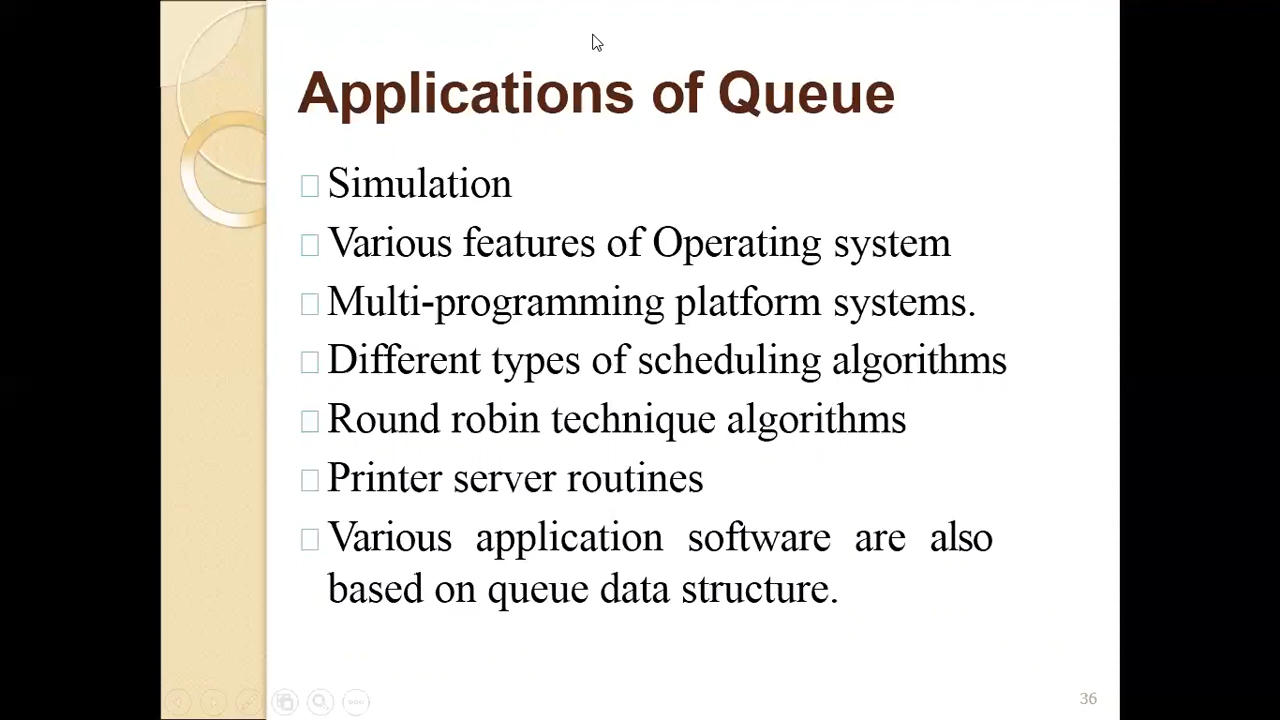 Applications of Queue
Simulation
Various features of Operating system
Multi-programming platform systems.
Different types of scheduling algorithms
Round robin technique algorithms
Printer server routines
Various application software are also
based on queue data structure.
36